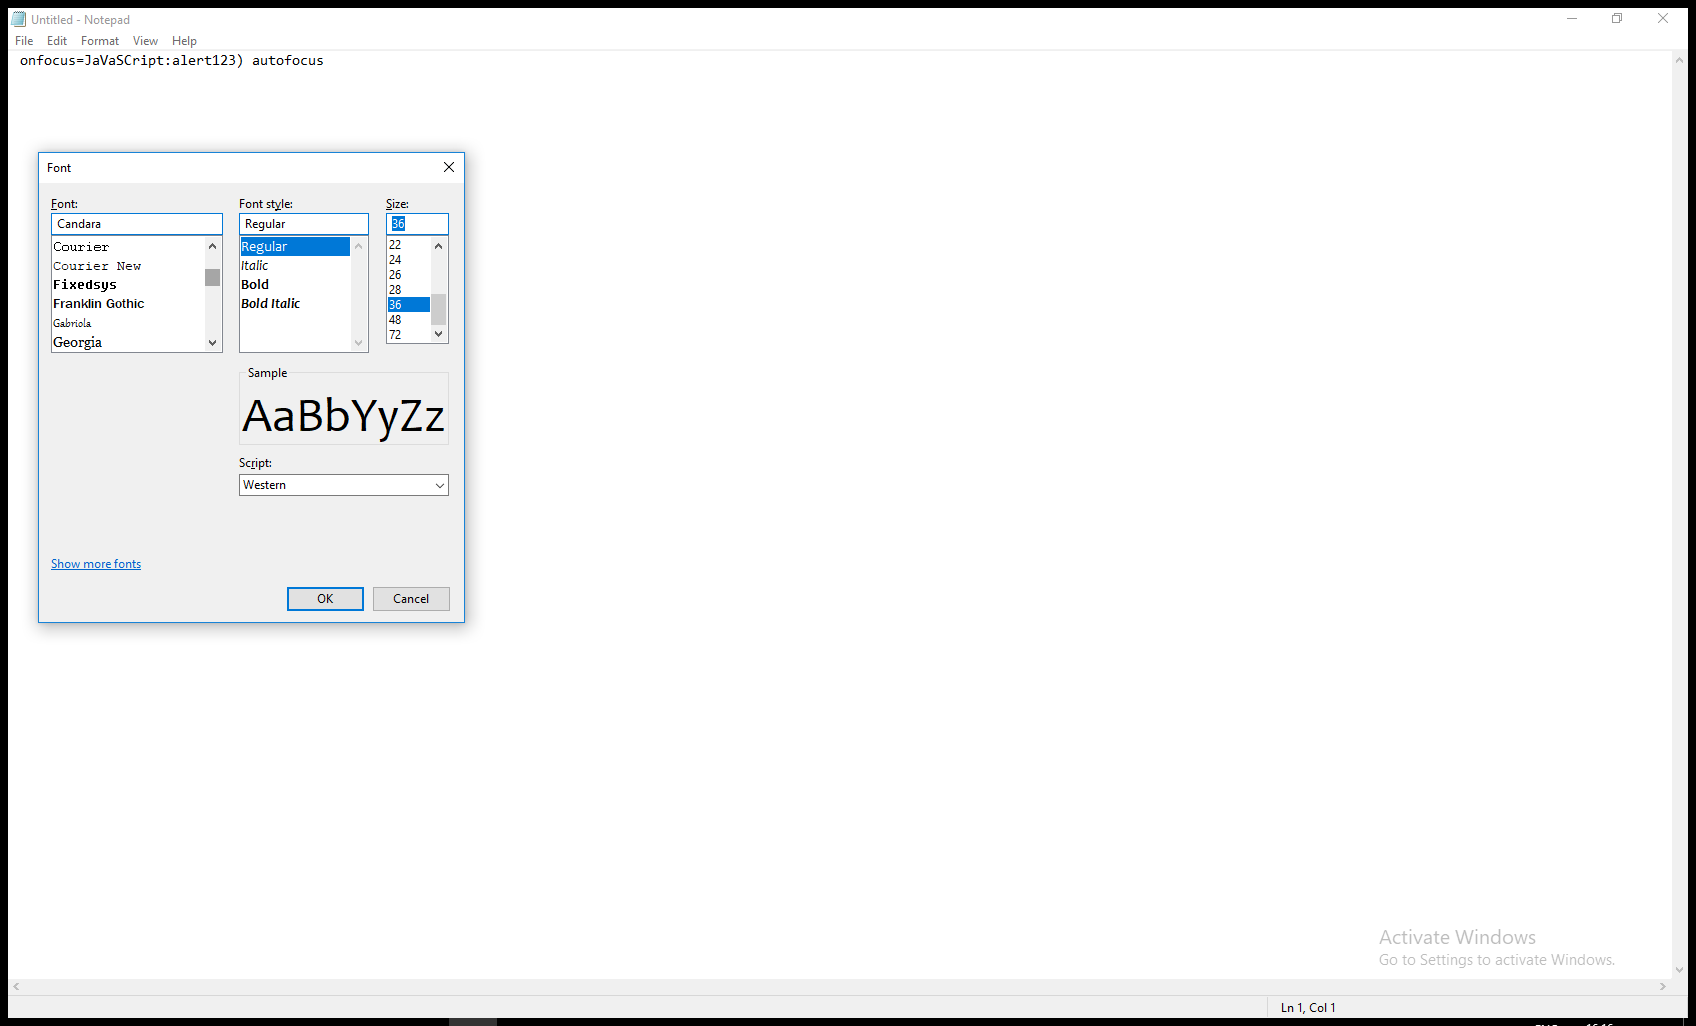 Untitled - Notepad
File Edit Format View Help
onfocus=JaVaSCript:alert123) autofocus
Font
Font: Font style: Size:
Candara Regular 36
Courier
Courier New
Fixedsys
Franklin Gothic
Gabriola
Georgia
Regular
Italic
Bold
Bold Italic
22
24
26
28
36
48
72
Sample
AaBbYyZz
Script:
Western
Show more fonts
OK Cancel
Activate Windows
Go to Settings to activate Windows.
Ln 1, Col 1